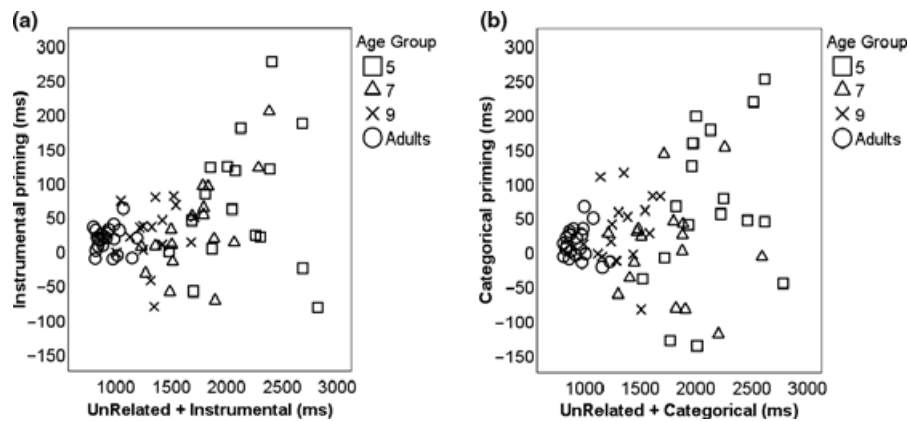 (a)
300
250
200
150
100
50
0
−50
−100
−150
Instrumental priming (ms)
1000 1500 2000 2500 3000
UnRelated + Instrumental (ms)
Age Group
5
7
9
Adults
(b)
300
250
200
150
100
50
0
−50
−100
−150
Categorical priming (ms)
1000 1500 2000 2500 3000
UnRelated + Categorical (ms)
Age Group
5
7
9
Adults